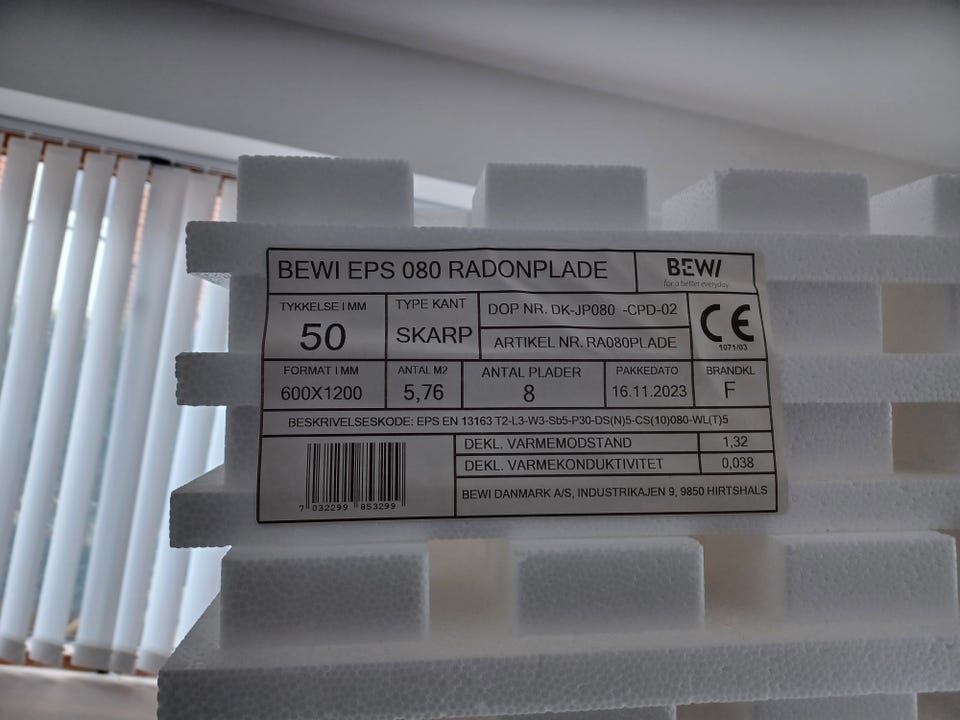 BEWI EPS 080 RADONPLADE
BEWI
for a better everyday
TYKKELSE I MM
50
TYPE KANT
SKARP
DOP NR. DK-JP080 -CPD-02
ARTIKEL NR. RA080PLADE
CE
1071/03
FORMAT I MM
600X1200
ANTAL M2
5,76
ANTAL PLADER
8
PAKKEDATO
16.11.2023
BRANDKL
F
BESKRIVELSESKODE: EPS EN 13163 T2-L3-W3-Sb5-P30-DS(N)5-CS(10)080-WL(T)5
DEKL. VARMEMODSTAND 1,32
DEKL. VARMEKONDUKTIVITET 0,038
BEWI DANMARK A/S, INDUSTRIKAJEN 9, 9850 HIRTSHALS
7 032299 853299